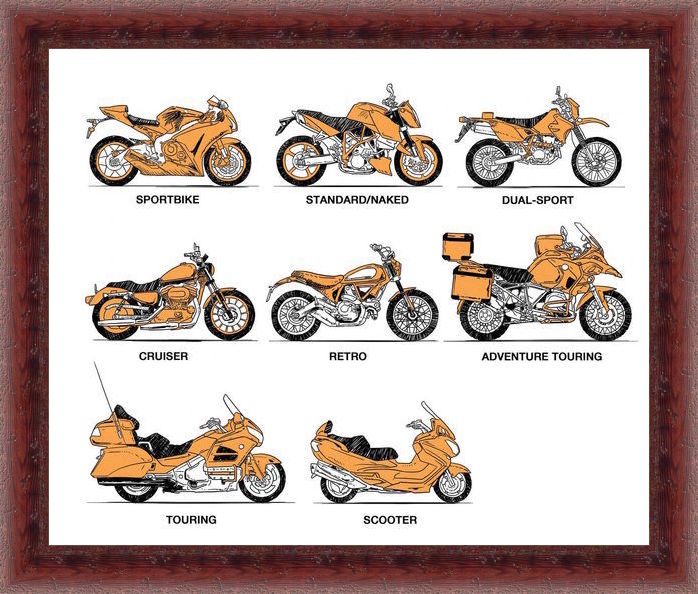 SPORTBIKE
STANDARD/NAKED
DUAL-SPORT
CRUISER
RETRO
ADVENTURE TOURING
TOURING
SCOOTER